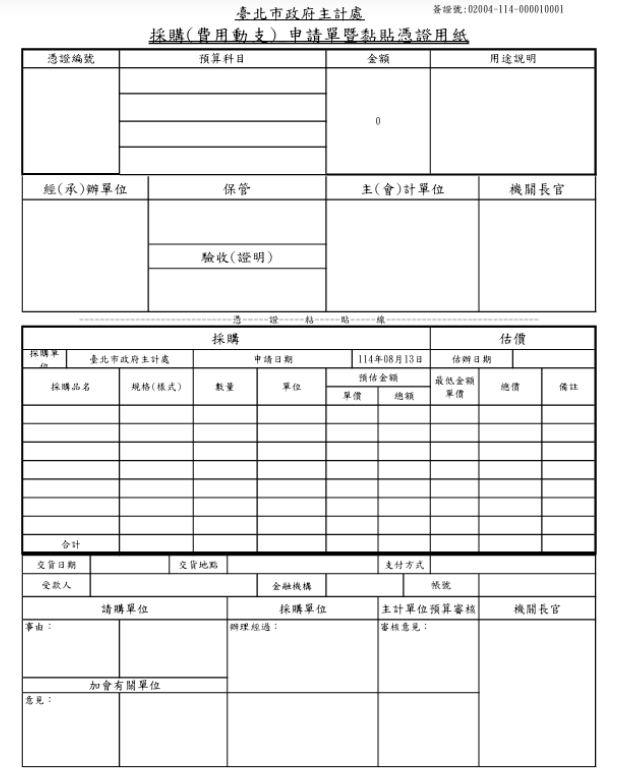 臺北市政府主計處
簽證號:02004-114-000010001
採購(費用動支) 申請單暨黏貼憑證用紙
憑證編號 預算科目 金額 用途說明
0
經(承)辦單位 保管 主(會)計單位 機關長官
驗收(證明)
憑 證 粘 貼 線
採購 估價
採購單位 臺北市政府主計處 申請日期 114年08月13日 估辦日期
採購品名 規格(樣式) 數量 單位 預估金額 最低金額 總價 備註
單價 總額 單價
合計
交貨日期 交貨地點 支付方式
受款人 金融機構 帳號
請購單位 採購單位 主計單位預算審核 機關長官
事由： 辦理經過： 審核意見：
加會有關單位
意見：